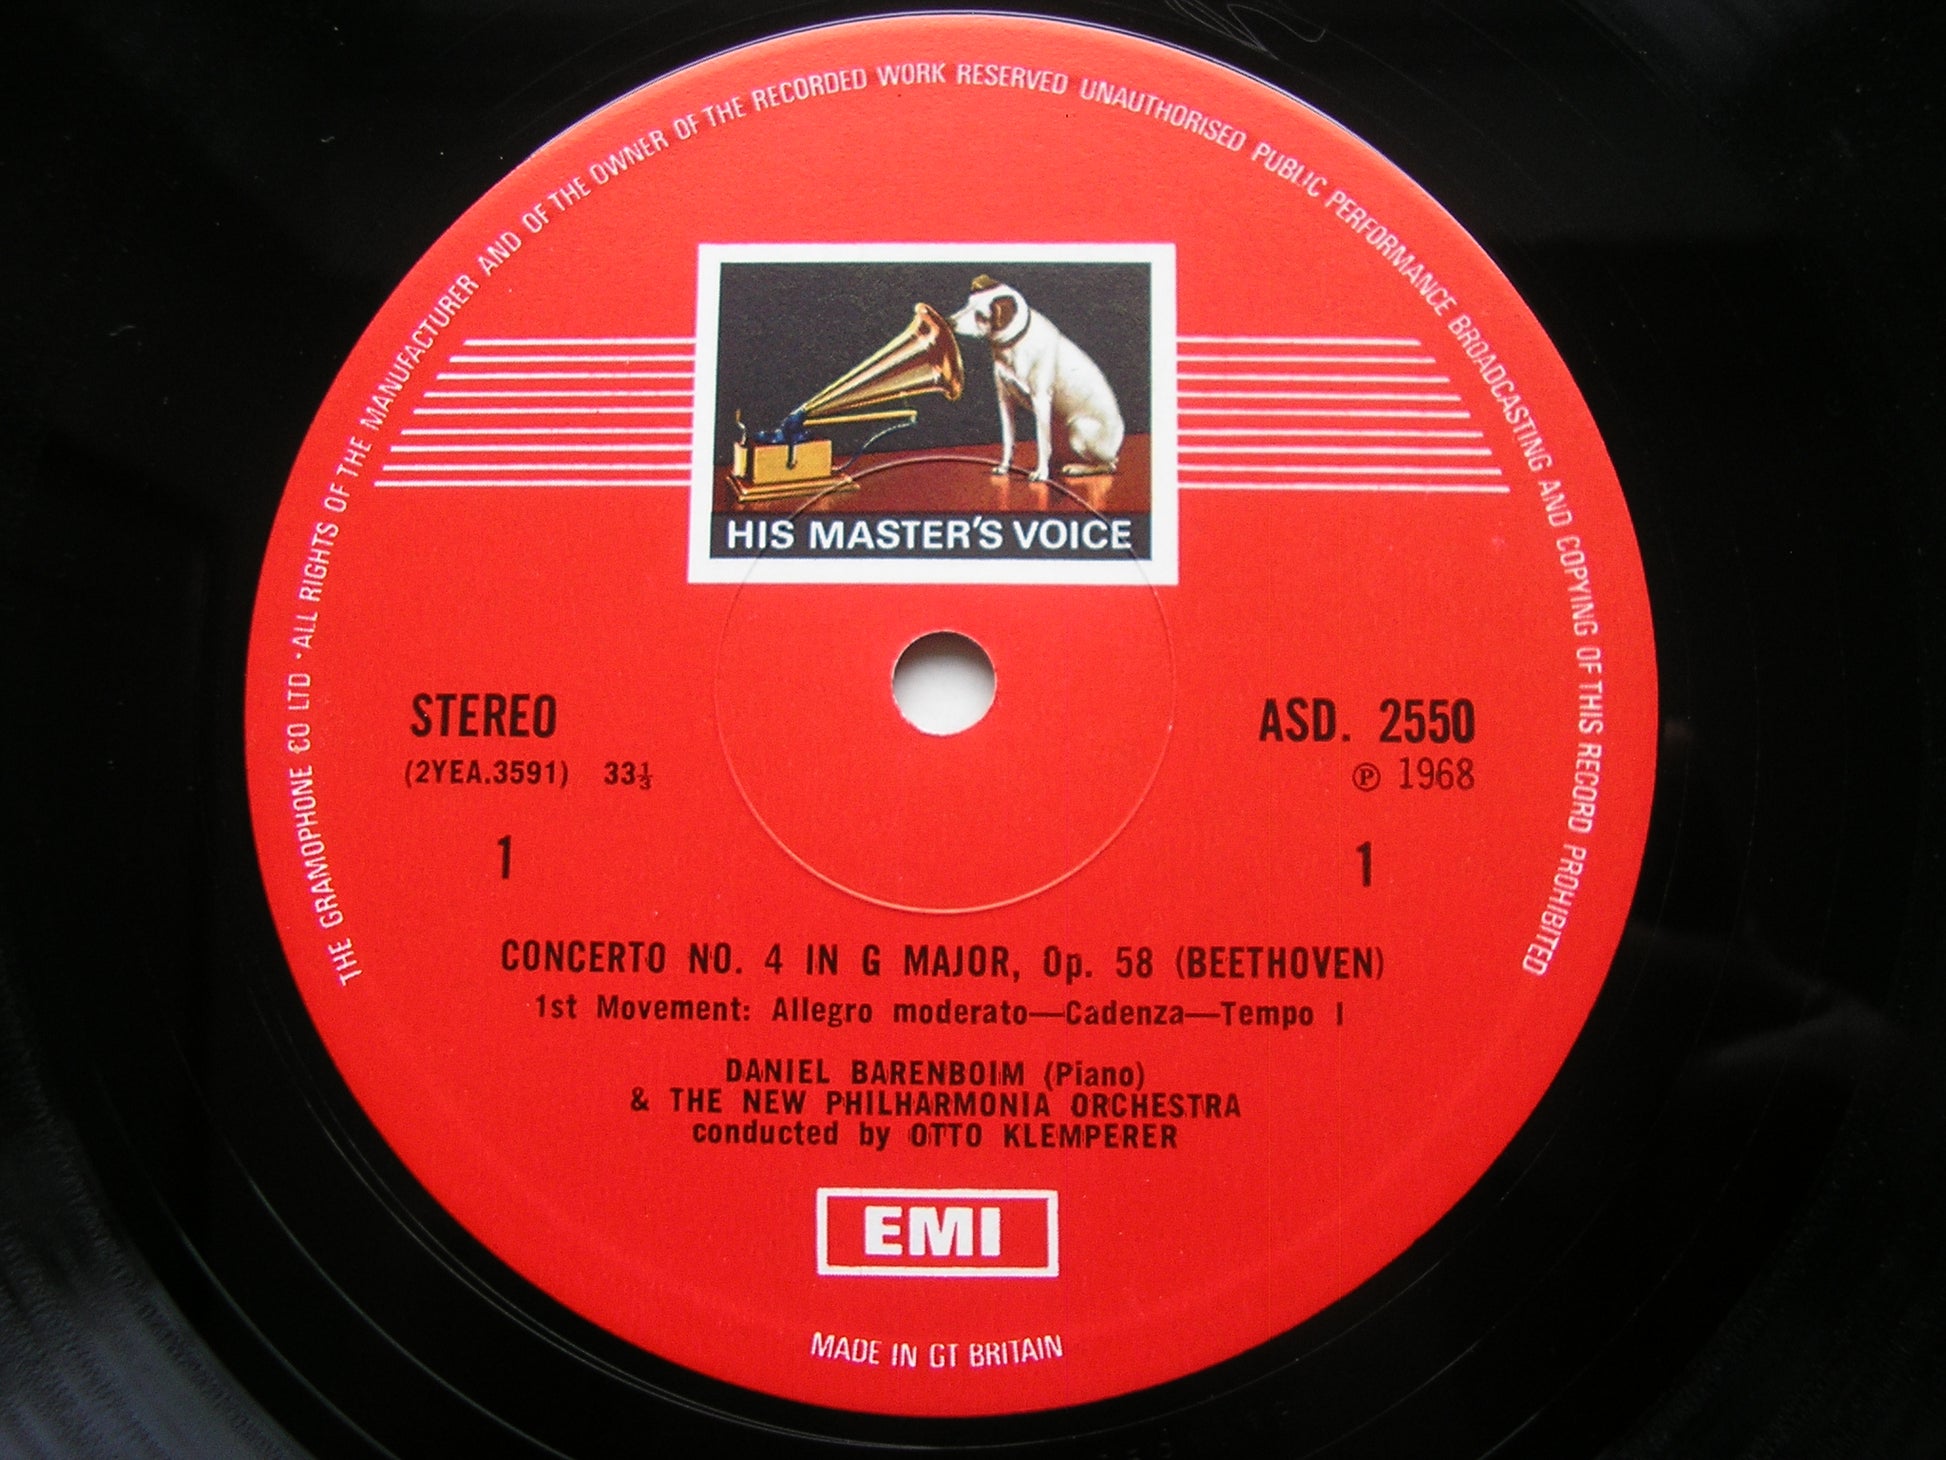 THE GRAMOPHONE CO LTD · ALL RIGHTS OF THE MANUFACTURER AND OF THE OWNER OF THE RECORDED WORK RESERVED UNAUTHORISED PUBLIC PERFORMANCE BROADCASTING AND COPYING OF THIS RECORD PROHIBITED
HIS MASTER'S VOICE
STEREO ASD. 2550
(2YEA.3591) 33⅓ ℗ 1968
1 1
CONCERTO NO. 4 IN G MAJOR, Op. 58 (BEETHOVEN)
1st Movement: Allegro moderato—Cadenza—Tempo I
DANIEL BARENBOIM (Piano)
& THE NEW PHILHARMONIA ORCHESTRA
conducted by OTTO KLEMPERER
EMI
MADE IN GT BRITAIN